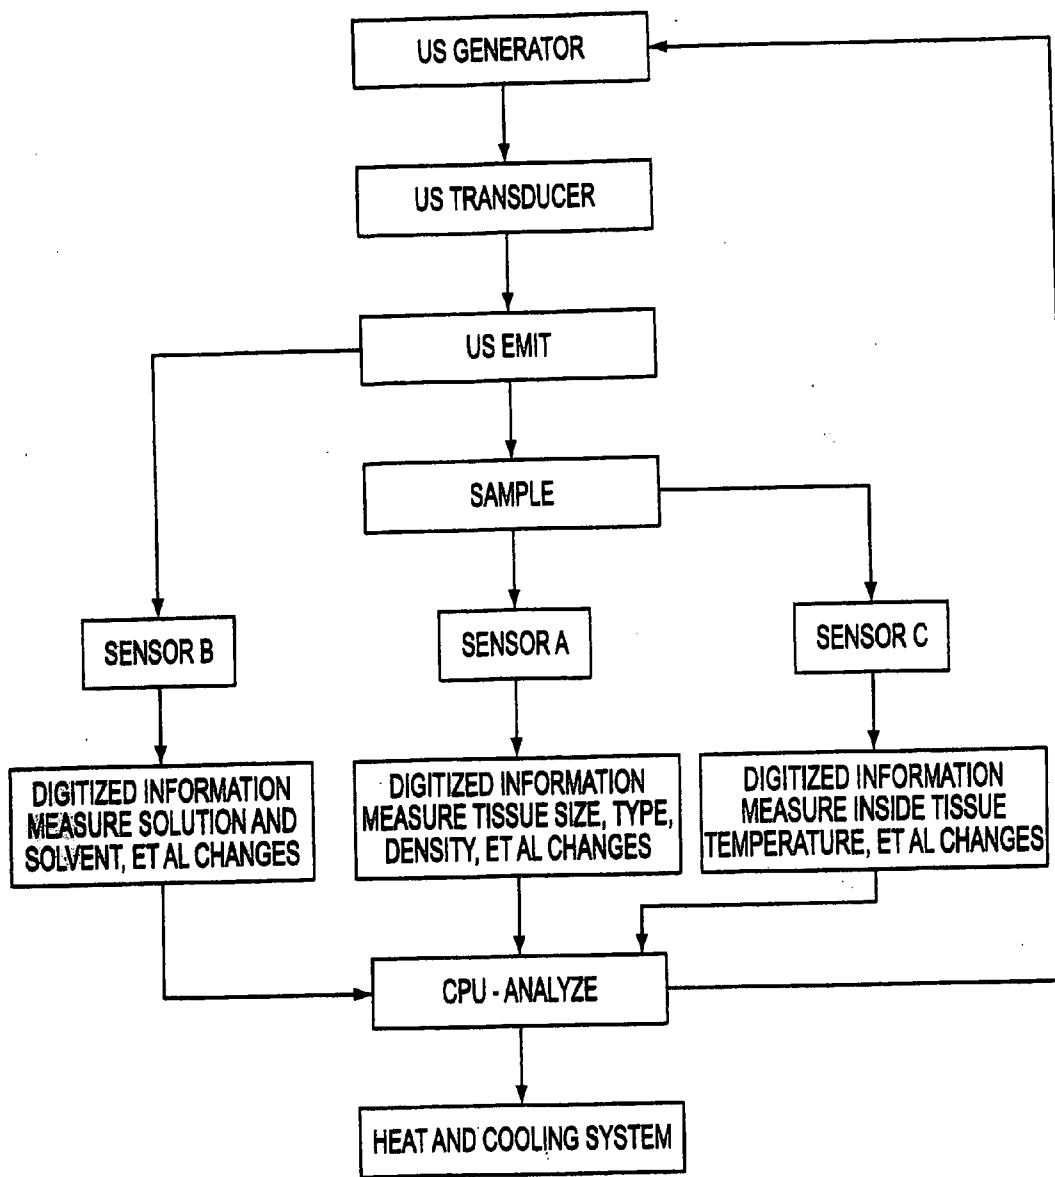 US GENERATOR
US TRANSDUCER
US EMIT
SAMPLE
SENSOR B
SENSOR A
SENSOR C
DIGITIZED INFORMATION
MEASURE SOLUTION AND
SOLVENT, ET AL CHANGES
DIGITIZED INFORMATION
MEASURE TISSUE SIZE, TYPE,
DENSITY, ET AL CHANGES
DIGITIZED INFORMATION
MEASURE INSIDE TISSUE
TEMPERATURE, ET AL CHANGES
CPU - ANALYZE
HEAT AND COOLING SYSTEM